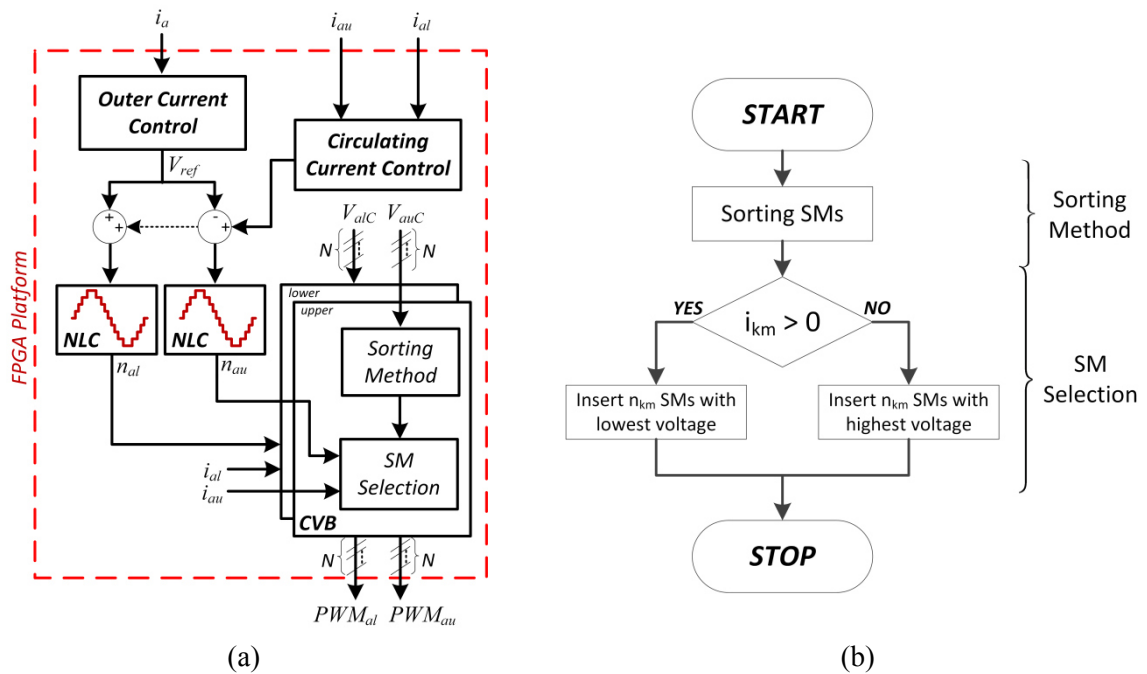 i_a
i_au
i_al
FPGA Platform
Outer Current
Control
Circulating
Current Control
V_ref
+
+
-
+
V_alC
V_auC
N
N
lower
upper
NLC
NLC
n_al
n_au
Sorting
Method
SM
Selection
i_al
i_au
CVB
N
N
PWM_al
PWM_au
(a)
START
Sorting SMs
Sorting
Method
YES
i_km > 0
NO
SM
Selection
Insert n_km SMs with
lowest voltage
Insert n_km SMs with
highest voltage
STOP
(b)